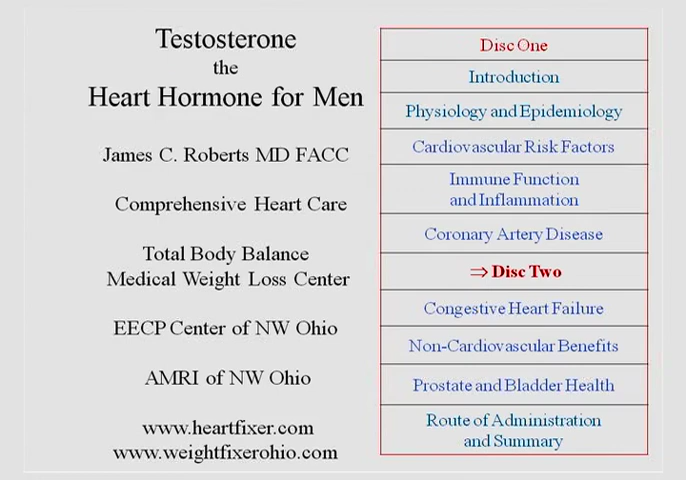 Testosterone
the
Heart Hormone for Men
James C. Roberts MD FACC
Comprehensive Heart Care
Total Body Balance
Medical Weight Loss Center
EECP Center of NW Ohio
AMRI of NW Ohio
www.heartfixer.com
www.weightfixerohio.com
Disc One
Introduction
Physiology and Epidemiology
Cardiovascular Risk Factors
Immune Function
and Inflammation
Coronary Artery Disease
⇒ Disc Two
Congestive Heart Failure
Non-Cardiovascular Benefits
Prostate and Bladder Health
Route of Administration
and Summary